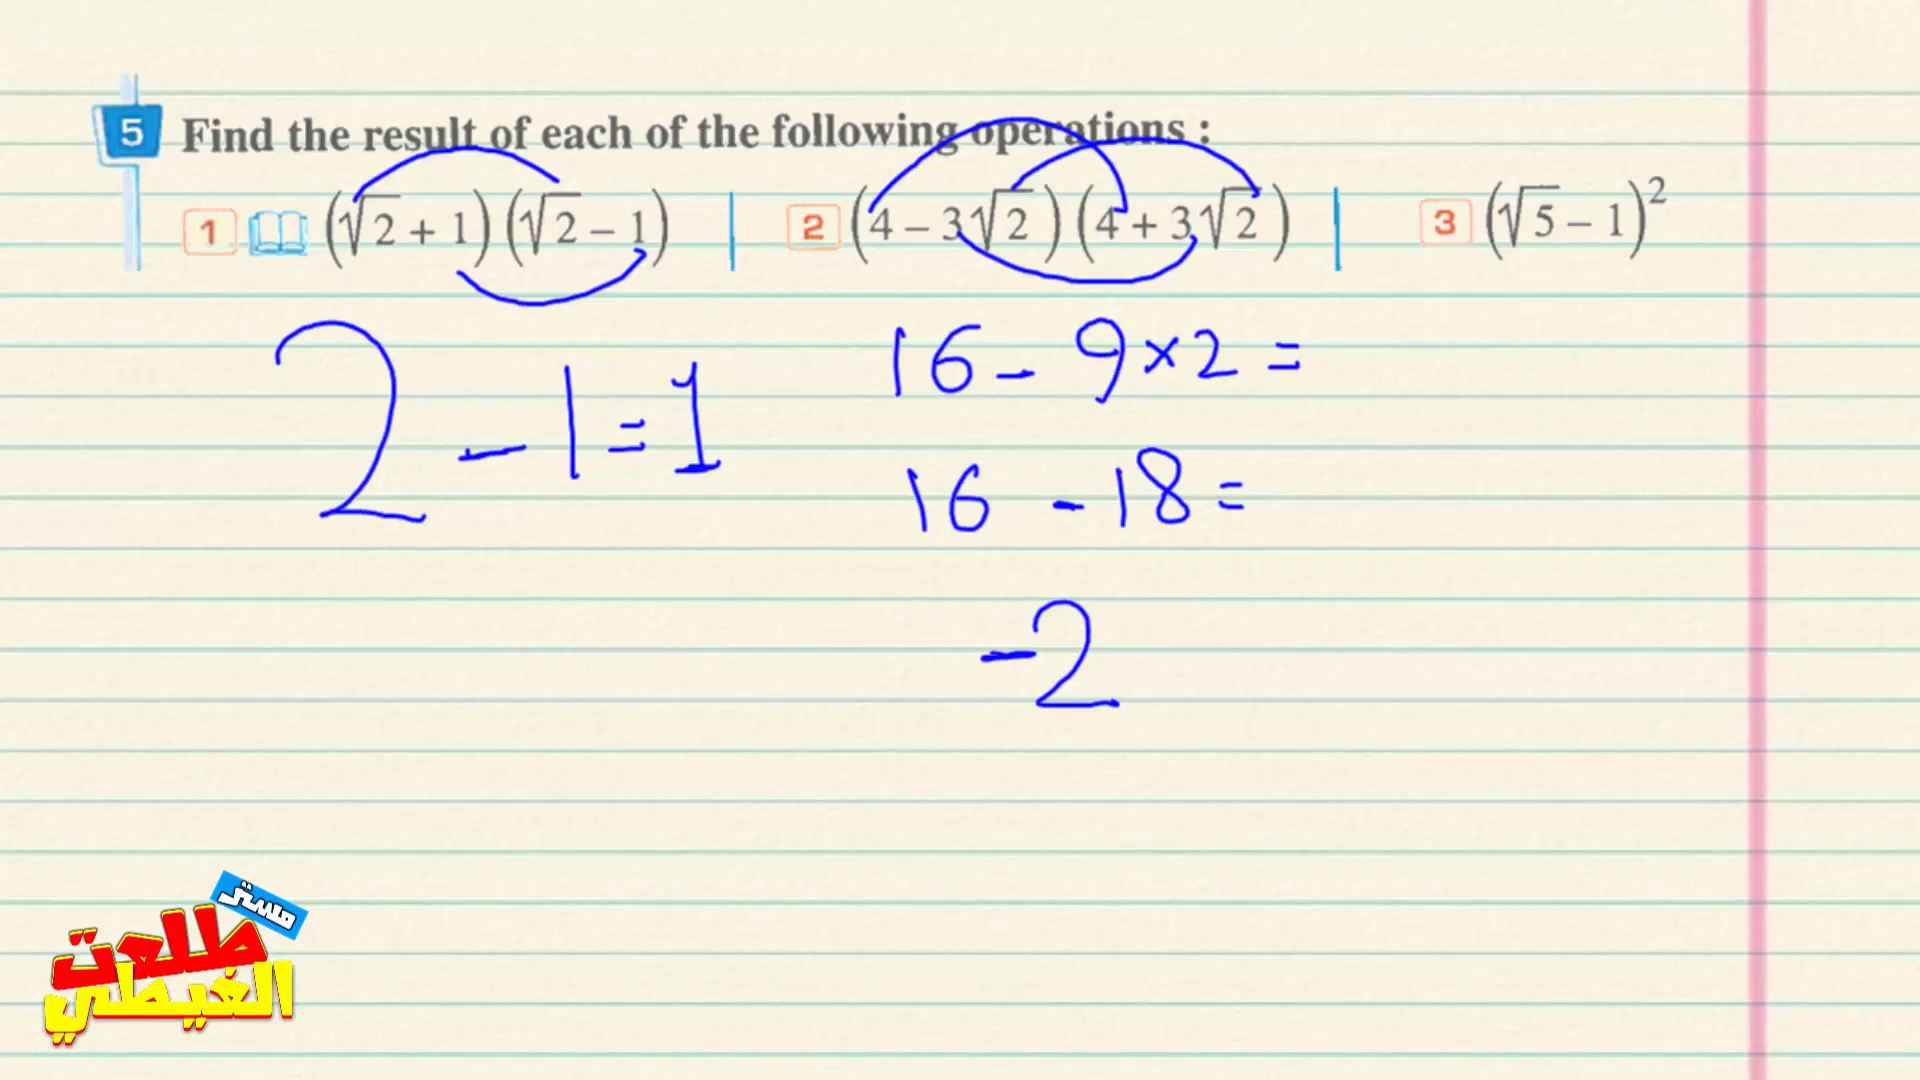 5 Find the result of each of the following operations :
1 (√2 + 1) (√2 − 1)
2 (4 − 3√2) (4 + 3√2)
3 (√5 − 1)²
2 − 1 = 1
16 − 9 × 2 =
16 − 18 =
−2
مستر
طلعت
الغيطي